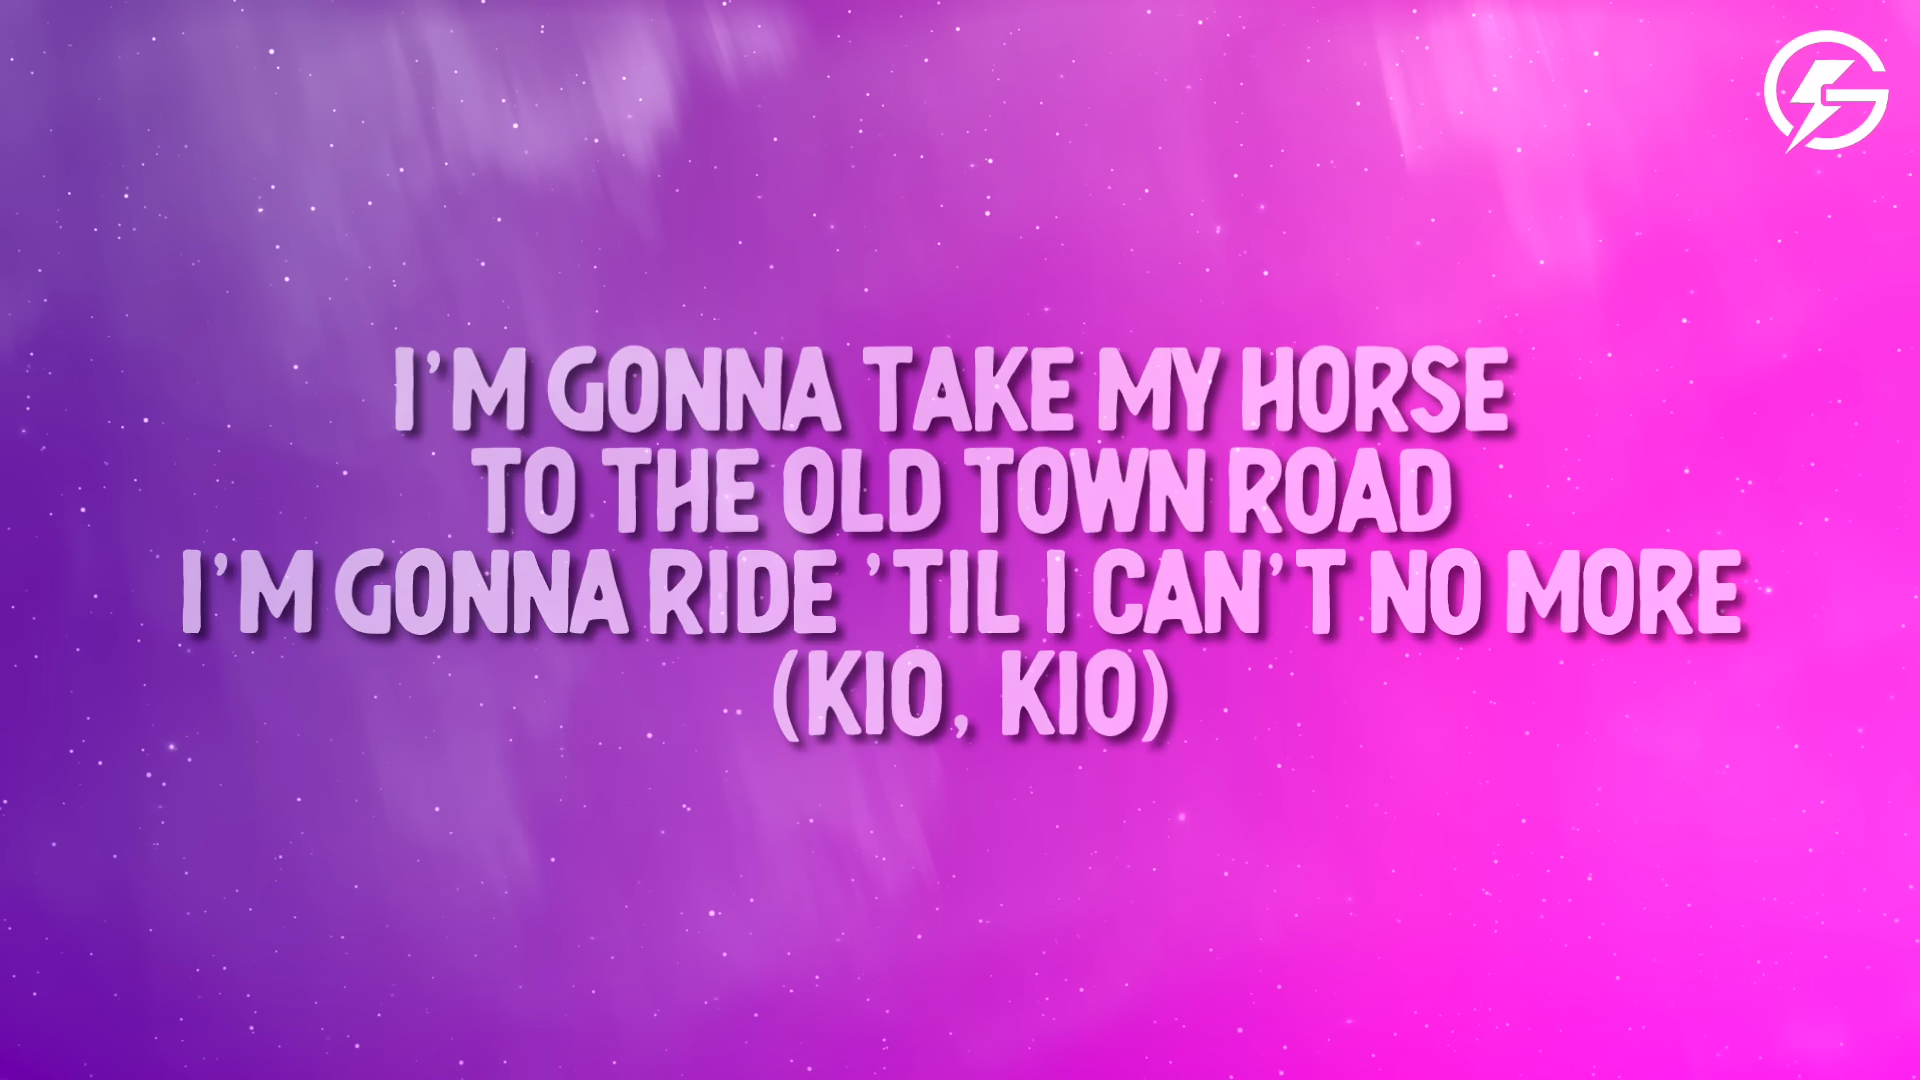 I'M GONNA TAKE MY HORSE
TO THE OLD TOWN ROAD
I'M GONNA RIDE 'TIL I CAN'T NO MORE
(KIO, KIO)